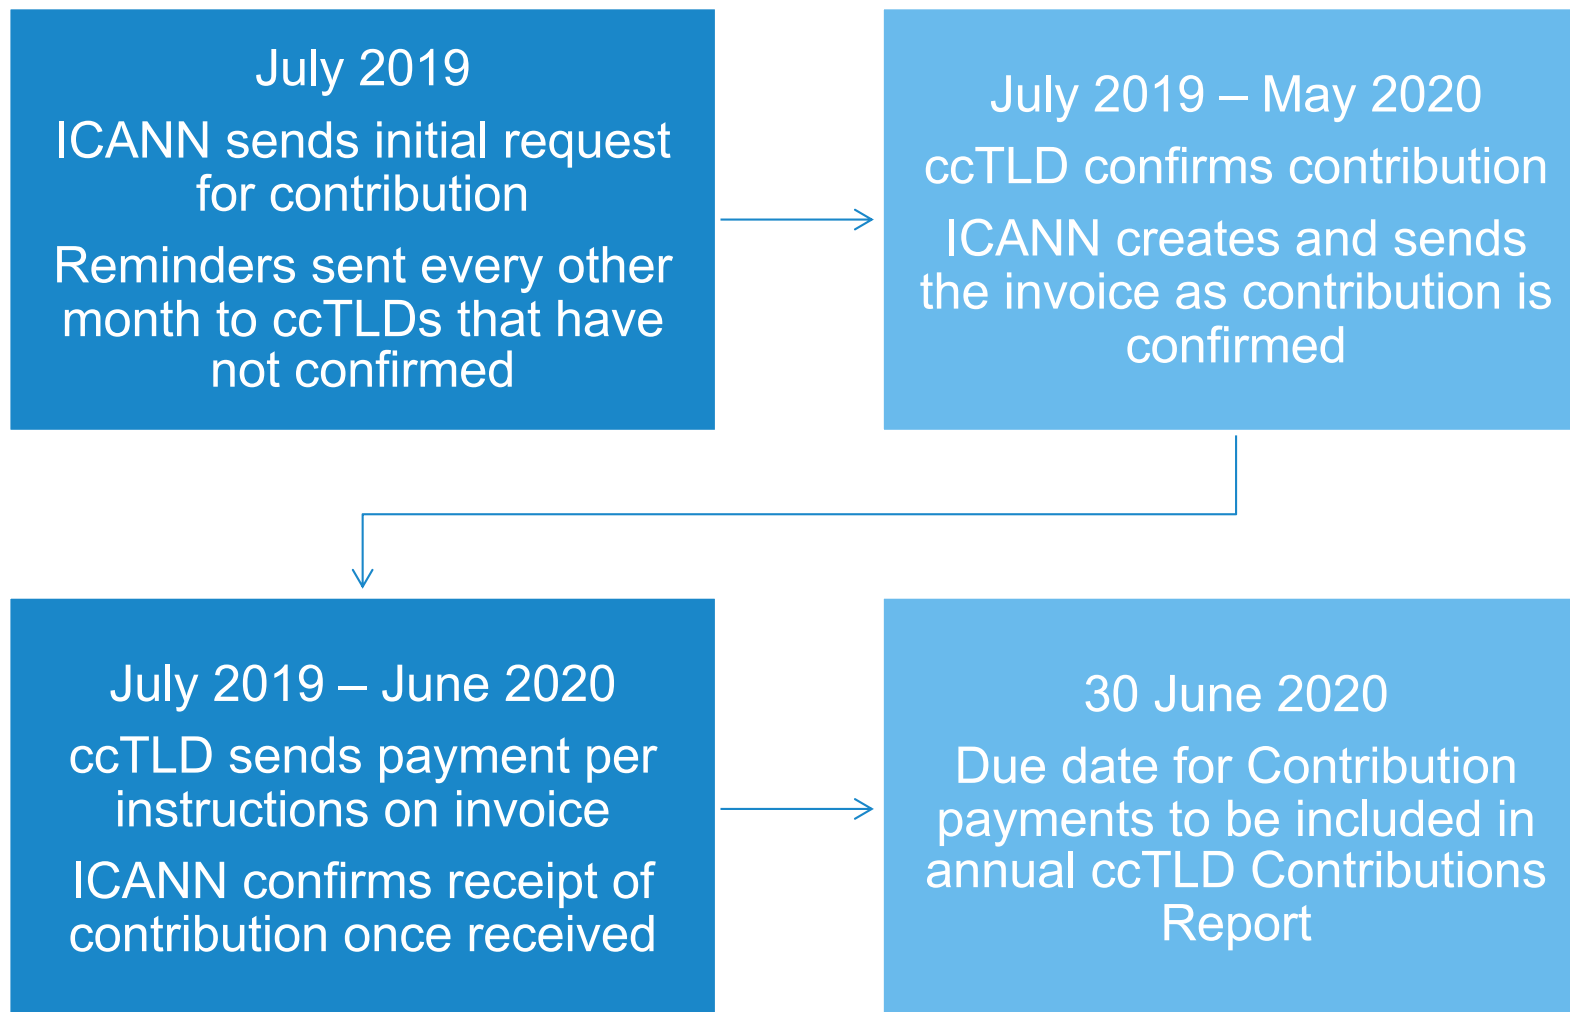 July 2019
ICANN sends initial request
for contribution
Reminders sent every other
month to ccTLDs that have
not confirmed
July 2019 – May 2020
ccTLD confirms contribution
ICANN creates and sends
the invoice as contribution is
confirmed
July 2019 – June 2020
ccTLD sends payment per
instructions on invoice
ICANN confirms receipt of
contribution once received
30 June 2020
Due date for Contribution
payments to be included in
annual ccTLD Contributions
Report